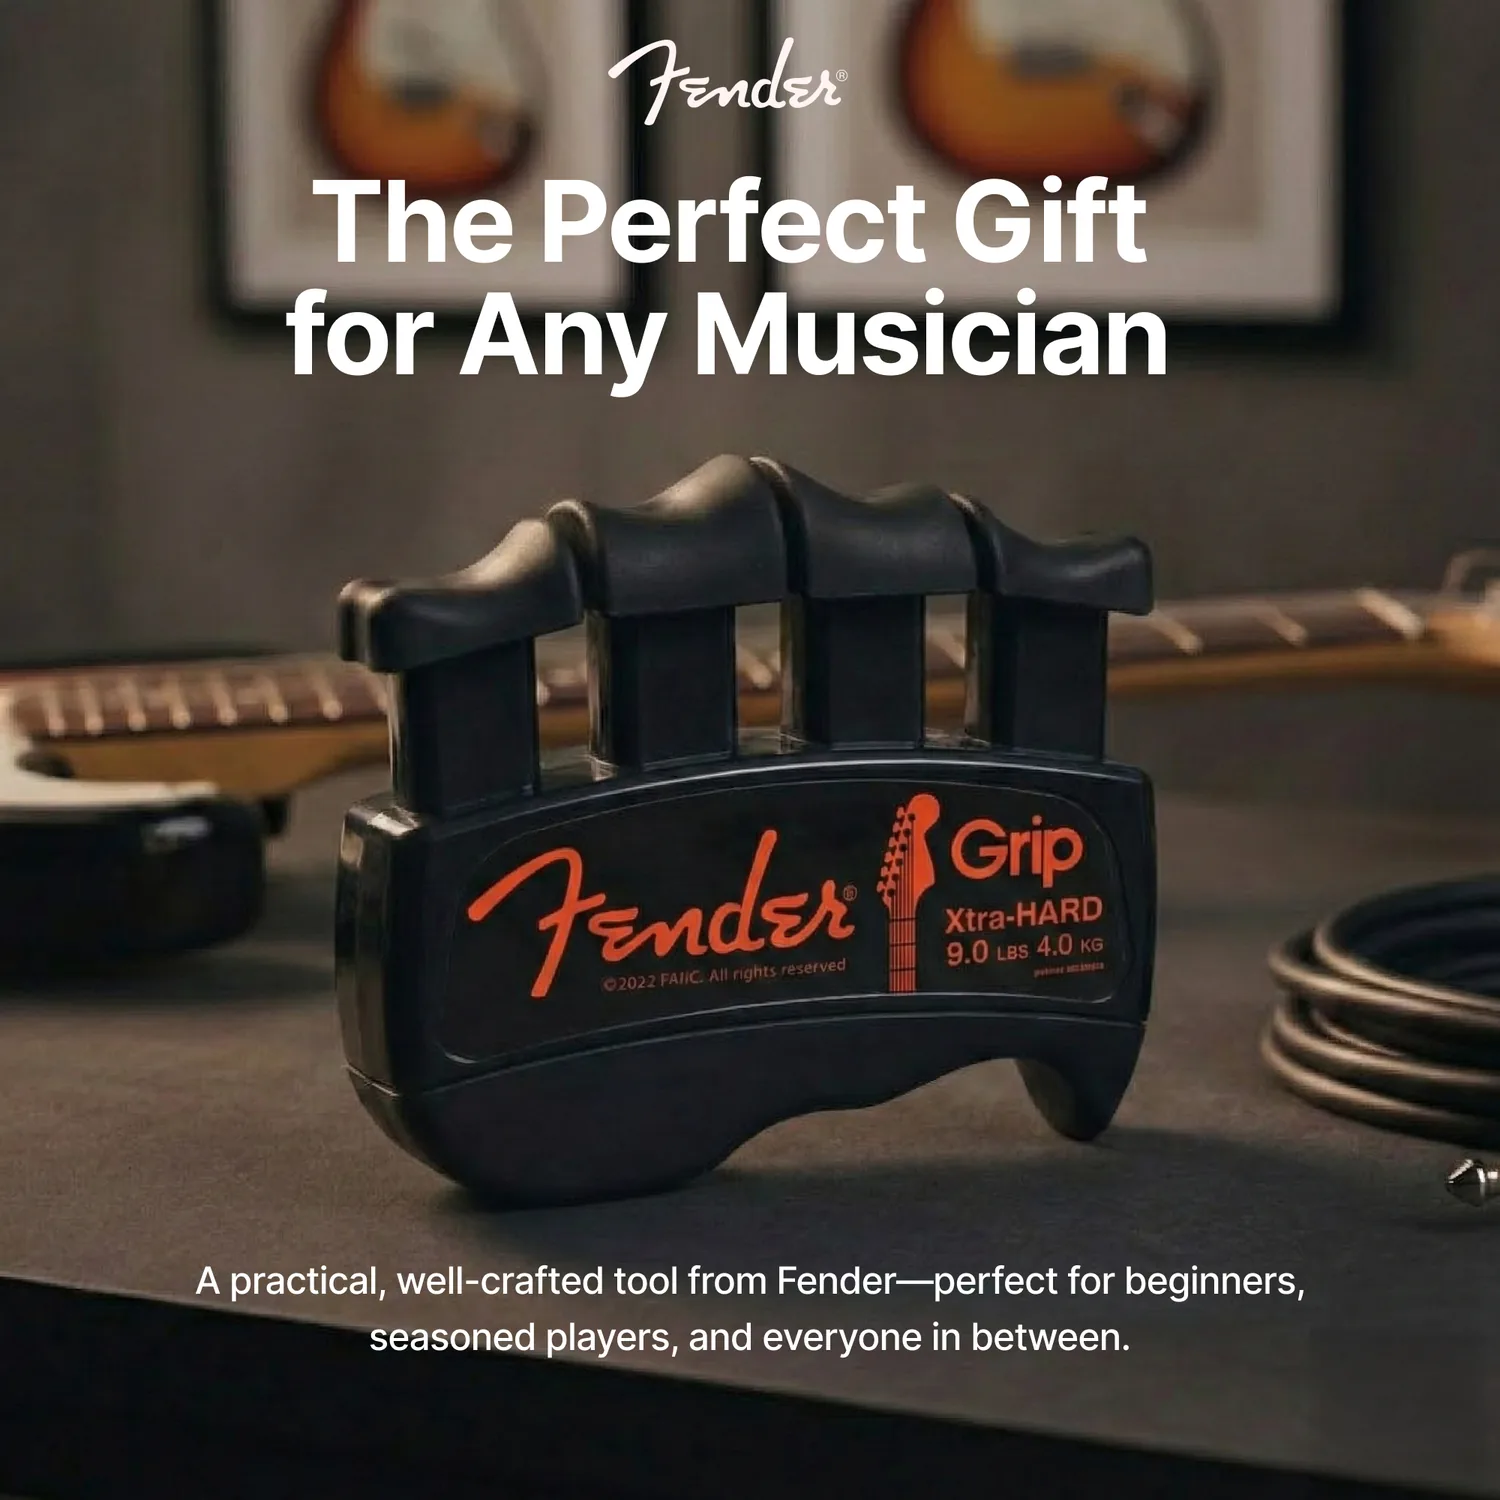 Fender®
The Perfect Gift
for Any Musician
Fender®
©2022 FAIIC. All rights reserved
Grip
Xtra-HARD
9.0 LBS 4.0 KG
A practical, well-crafted tool from Fender—perfect for beginners,
seasoned players, and everyone in between.